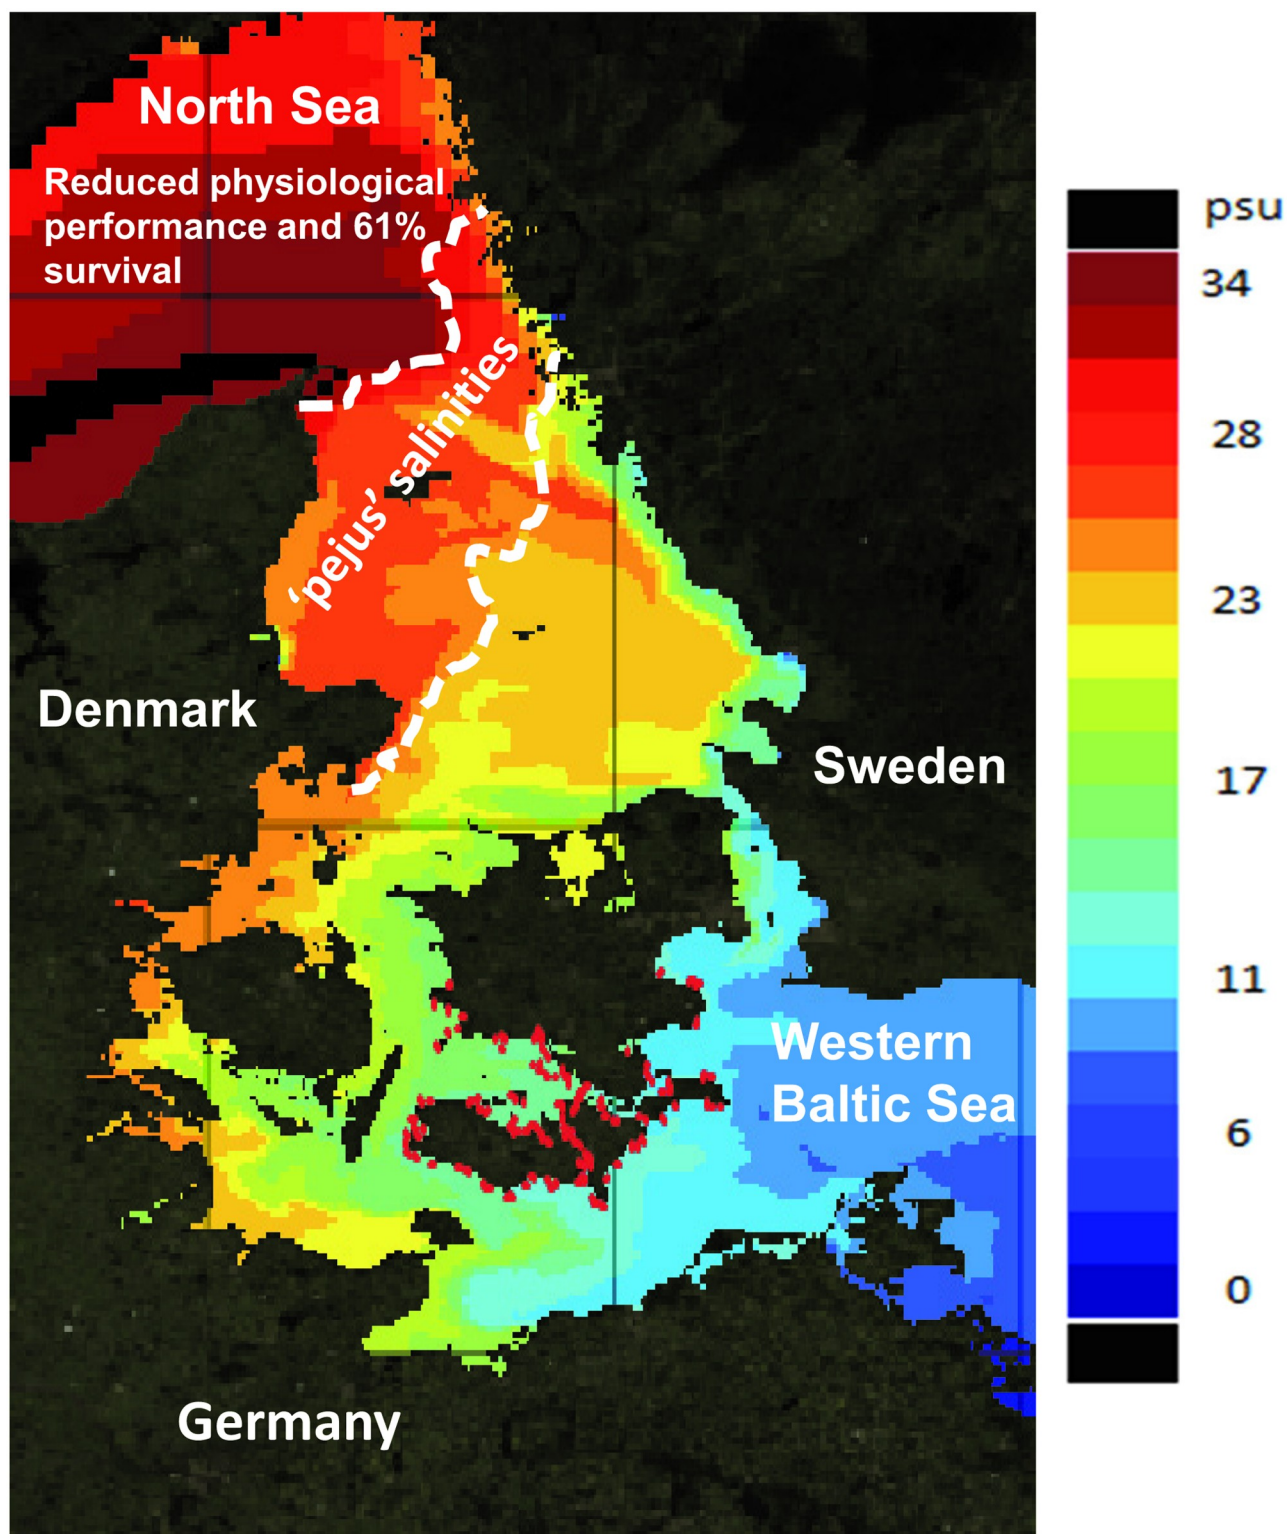 North Sea
Reduced physiological
performance and 61%
survival
‘pejus’ salinities
Denmark
Sweden
Western
Baltic Sea
Germany
psu
34
28
23
17
11
6
0